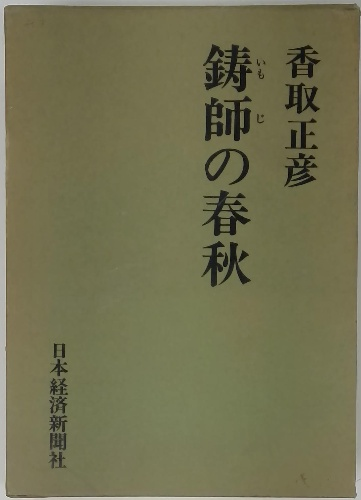 香取正彦
鋳師の春秋
いもじ
日本経済新聞社